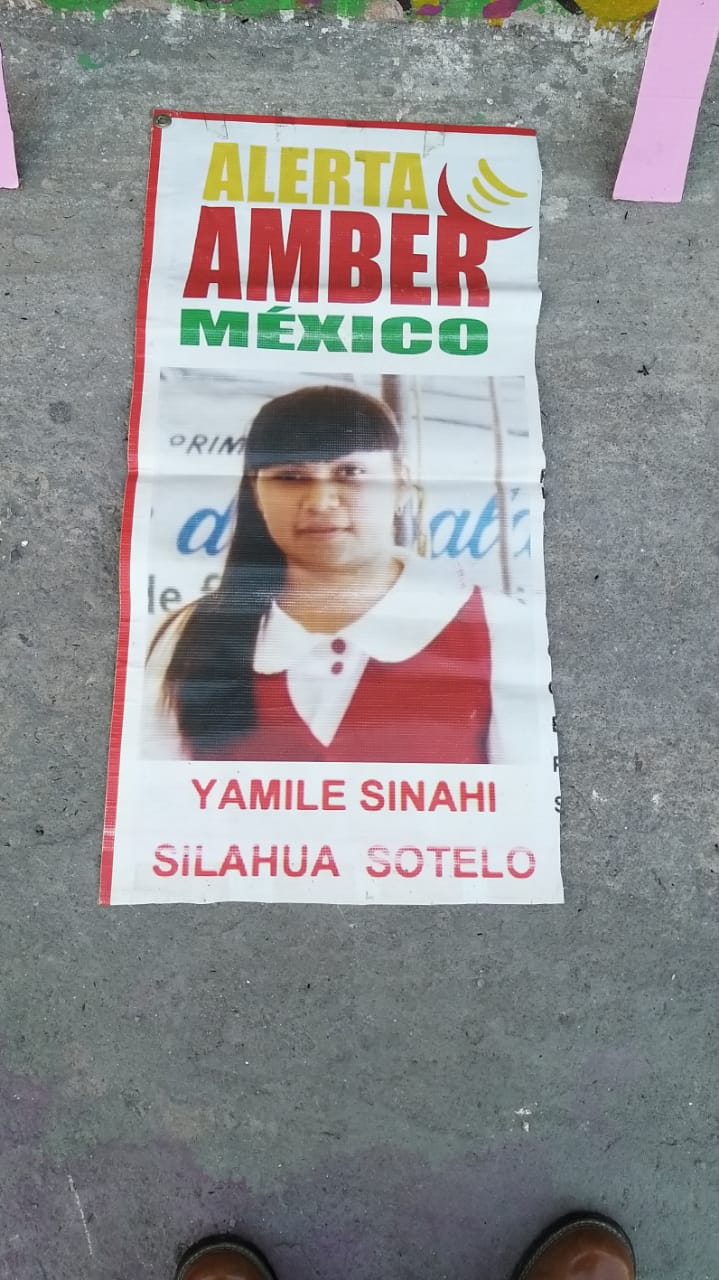 ALERTA
AMBER
MÉXICO
YAMILE SINAHI
SILAHUA SOTELO